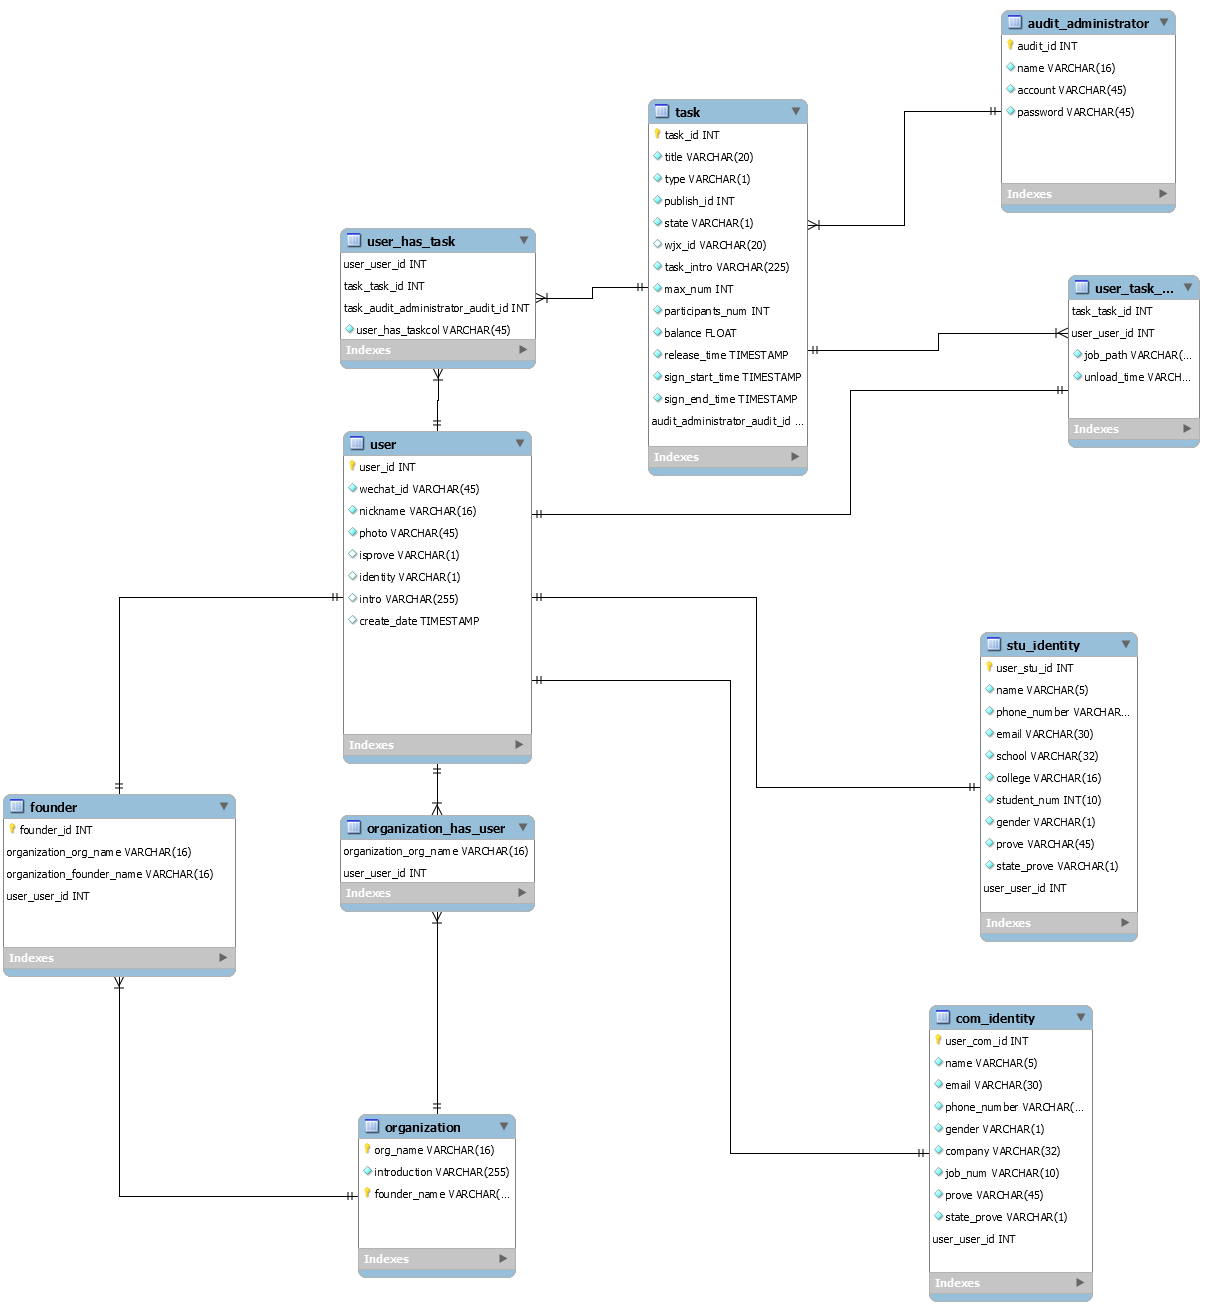 audit_administrator
audit_id INT
name VARCHAR(16)
account VARCHAR(45)
password VARCHAR(45)
Indexes
task
task_id INT
title VARCHAR(20)
type VARCHAR(1)
publish_id INT
state VARCHAR(1)
wjx_id VARCHAR(20)
task_intro VARCHAR(225)
max_num INT
participants_num INT
balance FLOAT
release_time TIMESTAMP
sign_start_time TIMESTAMP
sign_end_time TIMESTAMP
audit_administrator_audit_id ...
Indexes
user_has_task
user_user_id INT
task_task_id INT
task_audit_administrator_audit_id INT
user_has_taskcol VARCHAR(45)
Indexes
user_task_...
task_task_id INT
user_user_id INT
job_path VARCHAR(...
unload_time VARCH...
Indexes
user
user_id INT
wechat_id VARCHAR(45)
nickname VARCHAR(16)
photo VARCHAR(45)
isprove VARCHAR(1)
identity VARCHAR(1)
intro VARCHAR(255)
create_date TIMESTAMP
Indexes
stu_identity
user_stu_id INT
name VARCHAR(5)
phone_number VARCHAR...
email VARCHAR(30)
school VARCHAR(32)
college VARCHAR(16)
student_num INT(10)
gender VARCHAR(1)
prove VARCHAR(45)
state_prove VARCHAR(1)
user_user_id INT
Indexes
founder
founder_id INT
organization_org_name VARCHAR(16)
organization_founder_name VARCHAR(16)
user_user_id INT
Indexes
organization_has_user
organization_org_name VARCHAR(16)
user_user_id INT
Indexes
com_identity
user_com_id INT
name VARCHAR(5)
email VARCHAR(30)
phone_number VARCHAR(...
gender VARCHAR(1)
company VARCHAR(32)
job_num VARCHAR(10)
prove VARCHAR(45)
state_prove VARCHAR(1)
user_user_id INT
Indexes
organization
org_name VARCHAR(16)
introduction VARCHAR(255)
founder_name VARCHAR(...
Indexes